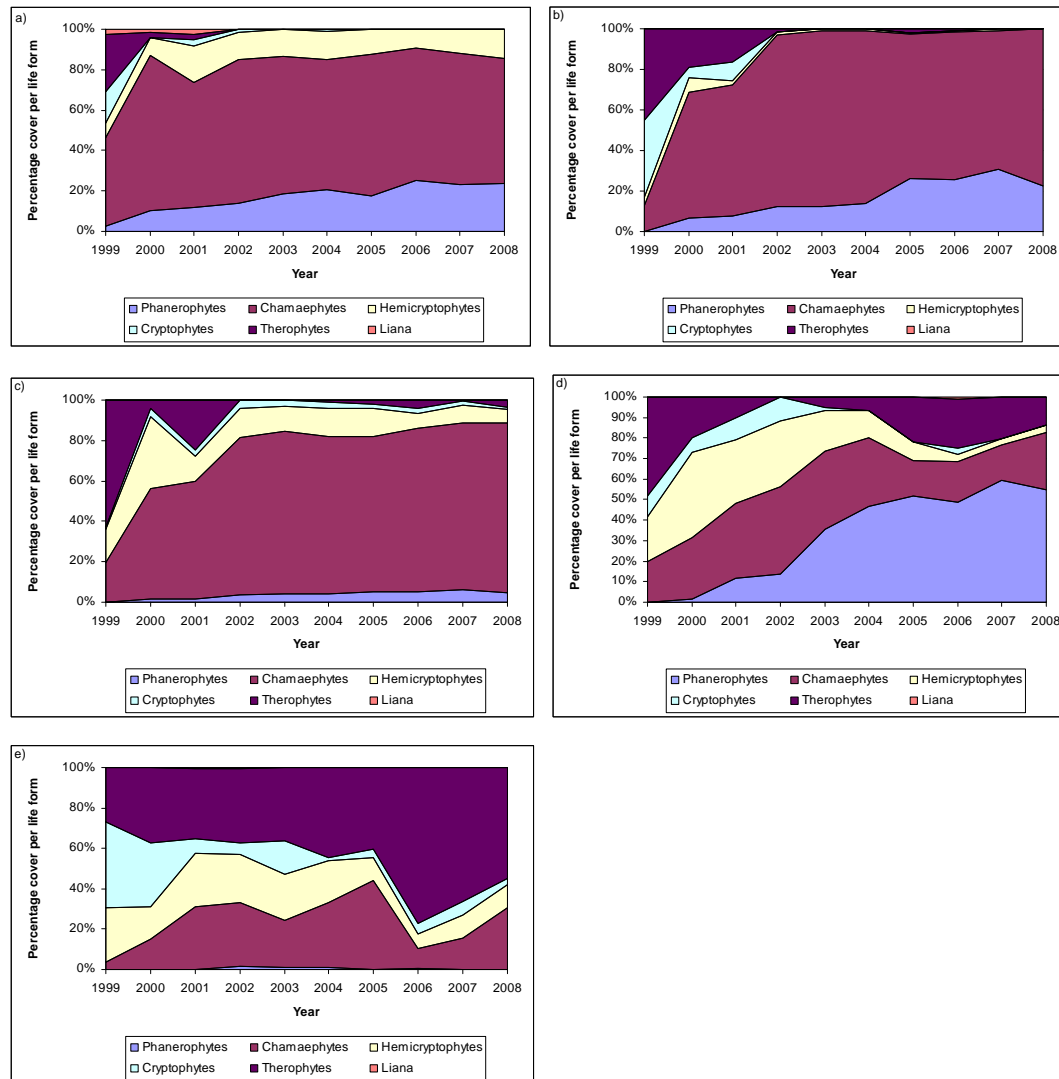 a)
Percentage cover per life form
100%
80%
60%
40%
20%
0%
1999 2000 2001 2002 2003 2004 2005 2006 2007 2008
Year
Phanerophytes Chamaephytes Hemicryptophytes
Cryptophytes Therophytes Liana
b)
Percentage cover per life form
100%
80%
60%
40%
20%
0%
1999 2000 2001 2002 2003 2004 2005 2006 2007 2008
Year
Phanerophytes Chamaephytes Hemicryptophytes
Cryptophytes Therophytes Liana
c)
Percentage cover per life form
100%
80%
60%
40%
20%
0%
1999 2000 2001 2002 2003 2004 2005 2006 2007 2008
Year
Phanerophytes Chamaephytes Hemicryptophytes
Cryptophytes Therophytes Liana
d)
Percentage cover per life form
100%
90%
80%
70%
60%
50%
40%
30%
20%
10%
0%
1999 2000 2001 2002 2003 2004 2005 2006 2007 2008
Year
Phanerophytes Chamaephytes Hemicryptophytes
Cryptophytes Therophytes Liana
e)
Percentage cover per life form
100%
80%
60%
40%
20%
0%
1999 2000 2001 2002 2003 2004 2005 2006 2007 2008
Year
Phanerophytes Chamaephytes Hemicryptophytes
Cryptophytes Therophytes Liana